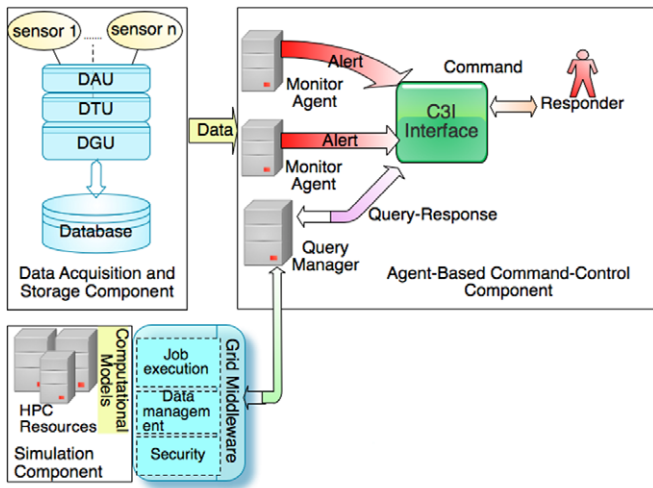 sensor 1
sensor n
DAU
DTU
DGU
Database
Data Acquisition and
Storage Component
Data
Alert
Monitor
Agent
Alert
Monitor
Agent
Command
C3I
Interface
Responder
Query-Response
Query
Manager
Agent-Based Command-Control
Component
HPC
Resources
Computational
Models
Simulation
Component
Job
execution
Data
managem
ent
Security
Grid Middleware